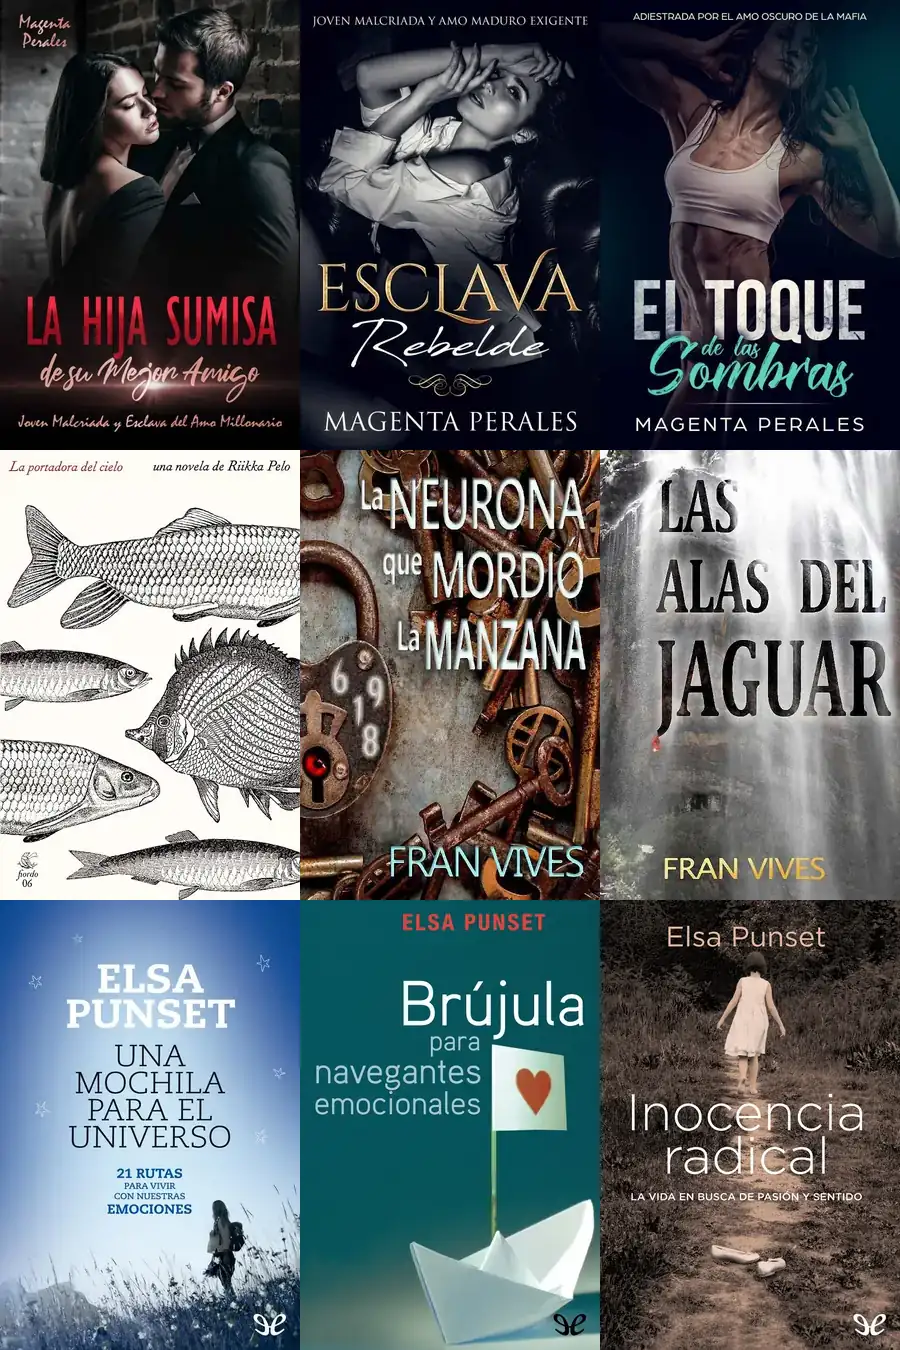 Magenta
Perales
LA HIJA SUMISA
de su Mejor Amigo
Joven Malcriada y Esclava del Amo Millonario
JOVEN MALCRIADA Y AMO MADURO EXIGENTE
ESCLAVA
Rebelde
MAGENTA PERALES
ADIESTRADA POR EL AMO OSCURO DE LA MAFIA
EL TOQUE
de las
Sombras
MAGENTA PERALES
La portadora del cielo
una novela de Riikka Pelo
fiordo
06
La NEURONA
que MORDIÓ
La MANZANA
6 9
1
9 8
FRAN VIVES
LAS
ALAS DEL
JAGUAR
FRAN VIVES
ELSA
PUNSET
UNA
MOCHILA
PARA EL
UNIVERSO
21 RUTAS
PARA VIVIR
CON NUESTRAS
EMOCIONES
ELSA PUNSET
Brújula
para
navegantes
emocionales
Elsa Punset
Inocencia
radical
LA VIDA EN BUSCA DE PASIÓN Y SENTIDO